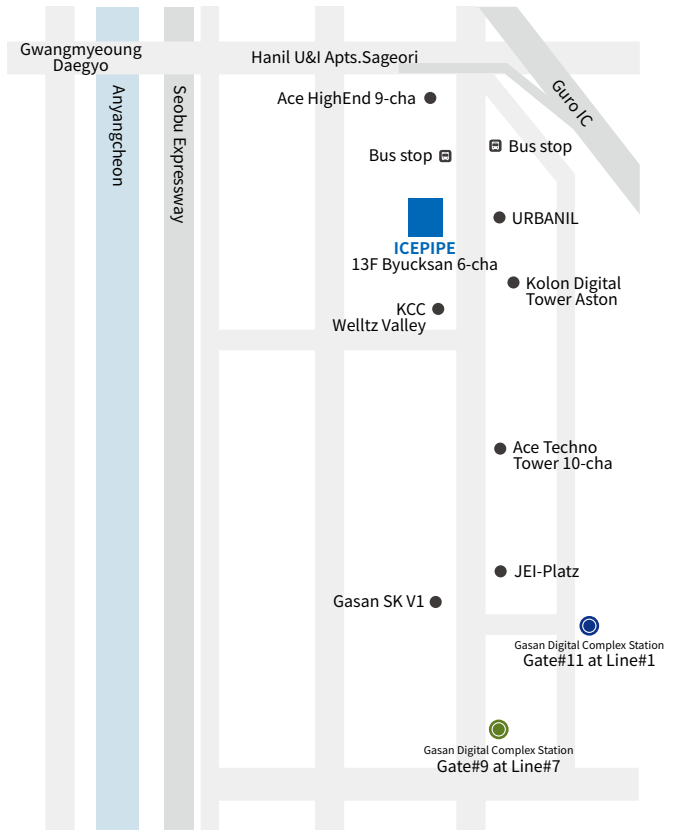 Gwangmyeoung
Daegyo
Hanil U&I Apts.Sageori
Anyangcheon
Seobu Expressway
Guro IC
Ace HighEnd 9-cha
Bus stop
Bus stop
URBANIL
ICEPIPE
13F Byucksan 6-cha
Kolon Digital
Tower Aston
KCC
Welltz Valley
Ace Techno
Tower 10-cha
JEI-Platz
Gasan SK V1
Gasan Digital Complex Station
Gate#11 at Line#1
Gasan Digital Complex Station
Gate#9 at Line#7